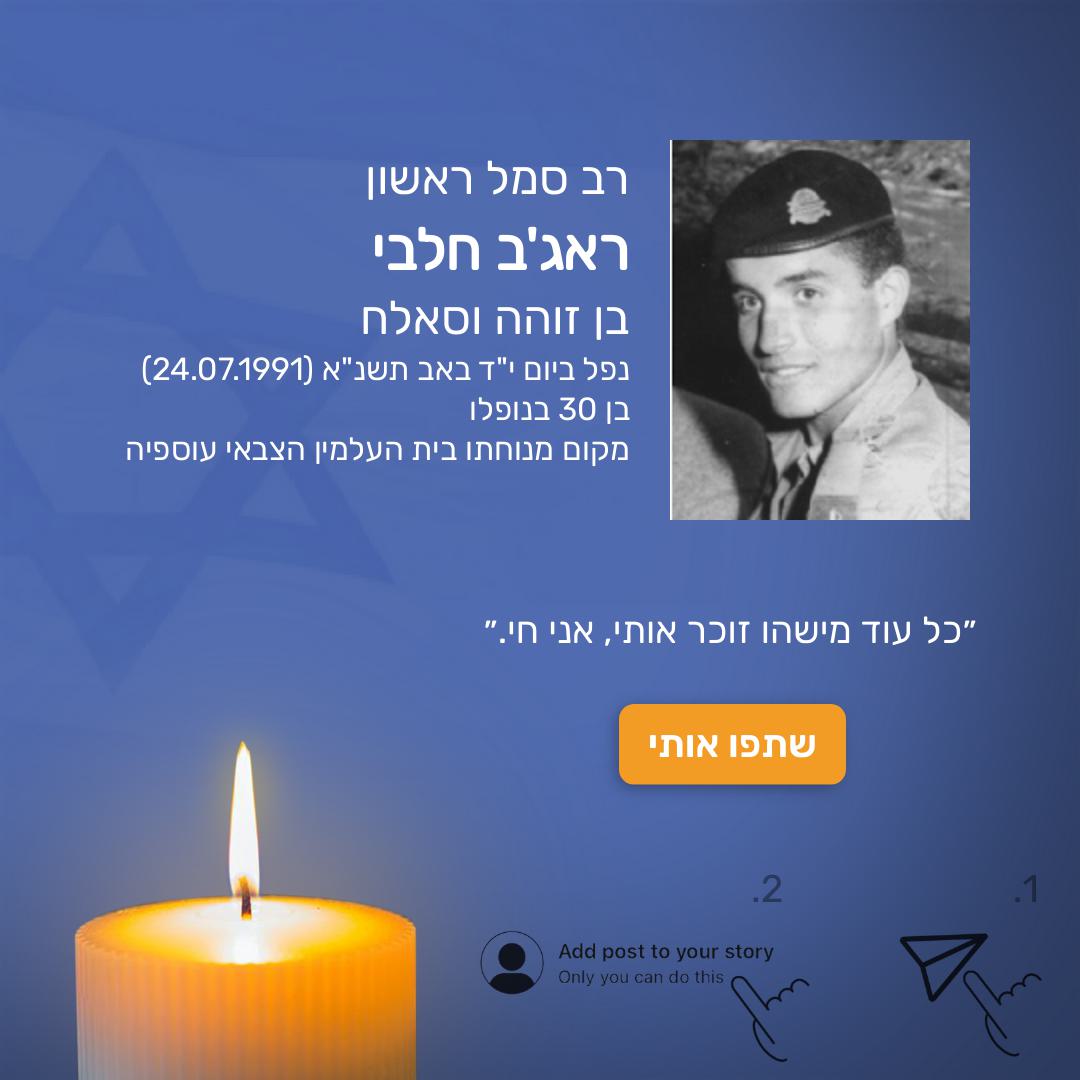 רב סמל ראשון
ראג'ב חלבי
בן זוהה וסאלח
נפל ביום י"ד באב תשנ"א (24.07.1991)
בן 30 בנופלו
מקום מנוחתו בית העלמין הצבאי עוספיה
״כל עוד מישהו זוכר אותי, אני חי.״
שתפו אותי
1.
2.
Add post to your story
Only you can do this